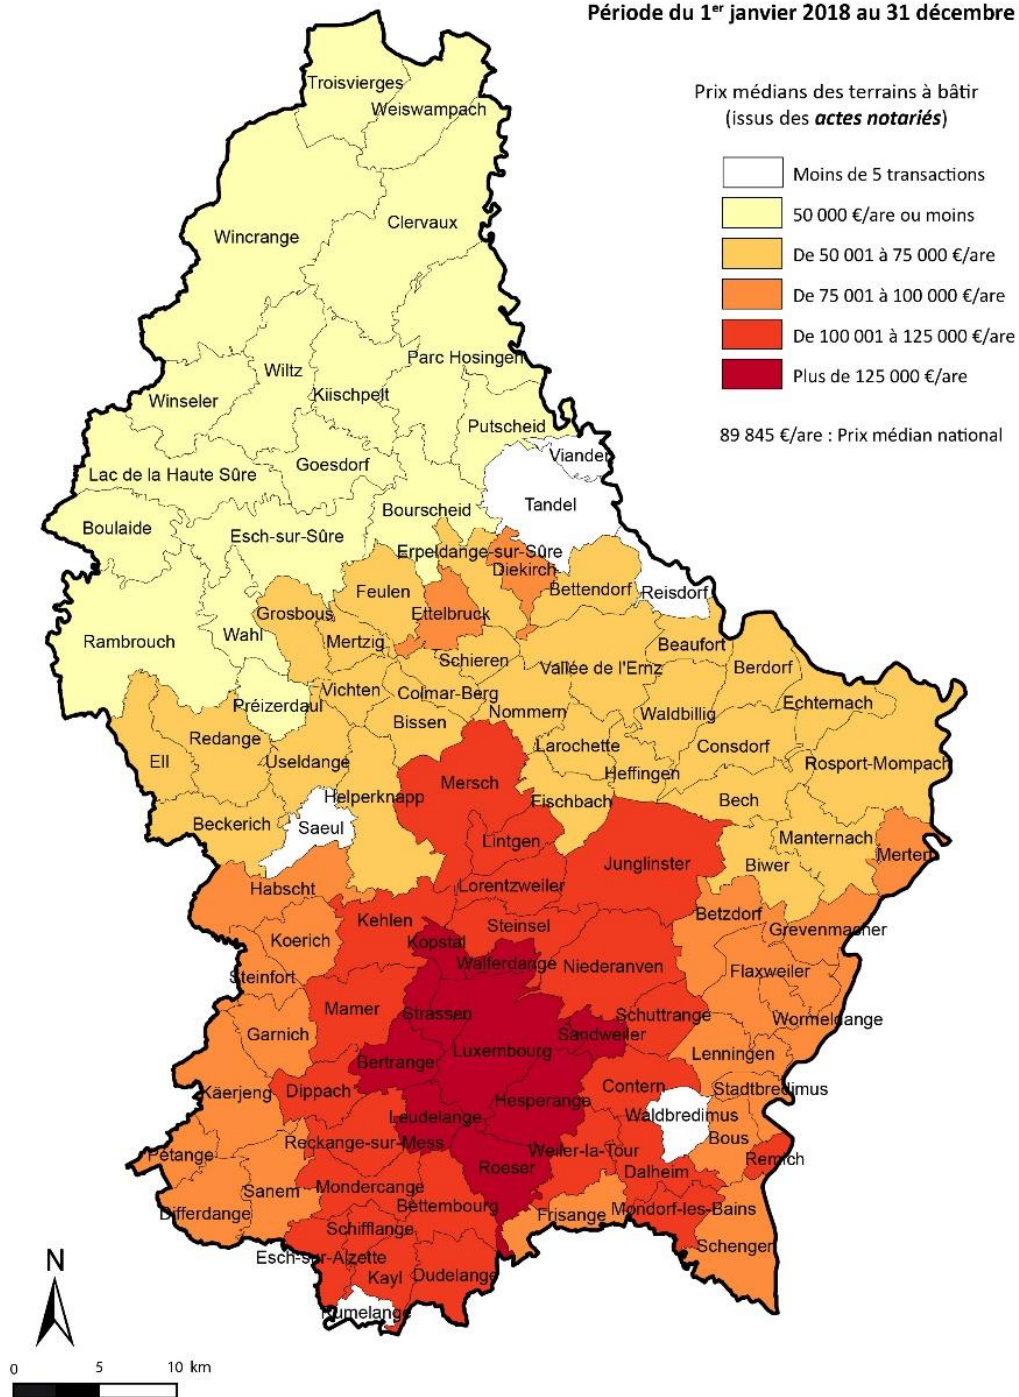 Période du 1er janvier 2018 au 31 décembre
Prix médians des terrains à bâtir
(issus des actes notariés)
Moins de 5 transactions
50 000 €/are ou moins
De 50 001 à 75 000 €/are
De 75 001 à 100 000 €/are
De 100 001 à 125 000 €/are
Plus de 125 000 €/are
89 845 €/are : Prix médian national
Troisvierges
Weiswampach
Clervaux
Wincrange
Parc Hosingen
Wiltz
Kiischpelt
Winseler
Putscheid
Vianden
Goesdorf
Lac de la Haute Sûre
Tandel
Bourscheid
Boulaide
Esch-sur-Sûre
Erpeldange-sur-Sûre
Diekirch
Bettendorf
Reisdorf
Feulen
Grosbous
Ettelbruck
Rambrouch
Wahl
Mertzig
Beaufort
Schieren
Vallée de l'Ernz
Berdorf
Vichten
Colmar-Berg
Préizerdaul
Echternach
Nommern
Waldbillig
Bissen
Redange
Larochette
Consdorf
Ell
Useldange
Heffingen
Rosport-Mompach
Mersch
Helperknapp
Fischbach
Bech
Beckerich
Saeul
Lintgen
Manternach
Mertert
Junglinster
Biwer
Habscht
Lorentzweiler
Betzdorf
Kehlen
Steinsel
Grevenmacher
Koerich
Kopstal
Walferdange
Niederanven
Flaxweiler
Steinfort
Mamer
Strassen
Schuttrange
Wormeldange
Garnich
Sandweiler
Bertrange
Luxembourg
Lenningen
Käerjeng
Dippach
Contern
Stadtbredimus
Hesperange
Leudelange
Waldbredimus
Reckange-sur-Mess
Bous
Pétange
Weiler-la-Tour
Remich
Roeser
Dalheim
Sanem
Mondercange
Bettembourg
Differdange
Frisange
Mondorf-les-Bains
Schifflange
Schengen
Esch-sur-Alzette
Kayl
Dudelange
Rumelange
N
0 5 10 km